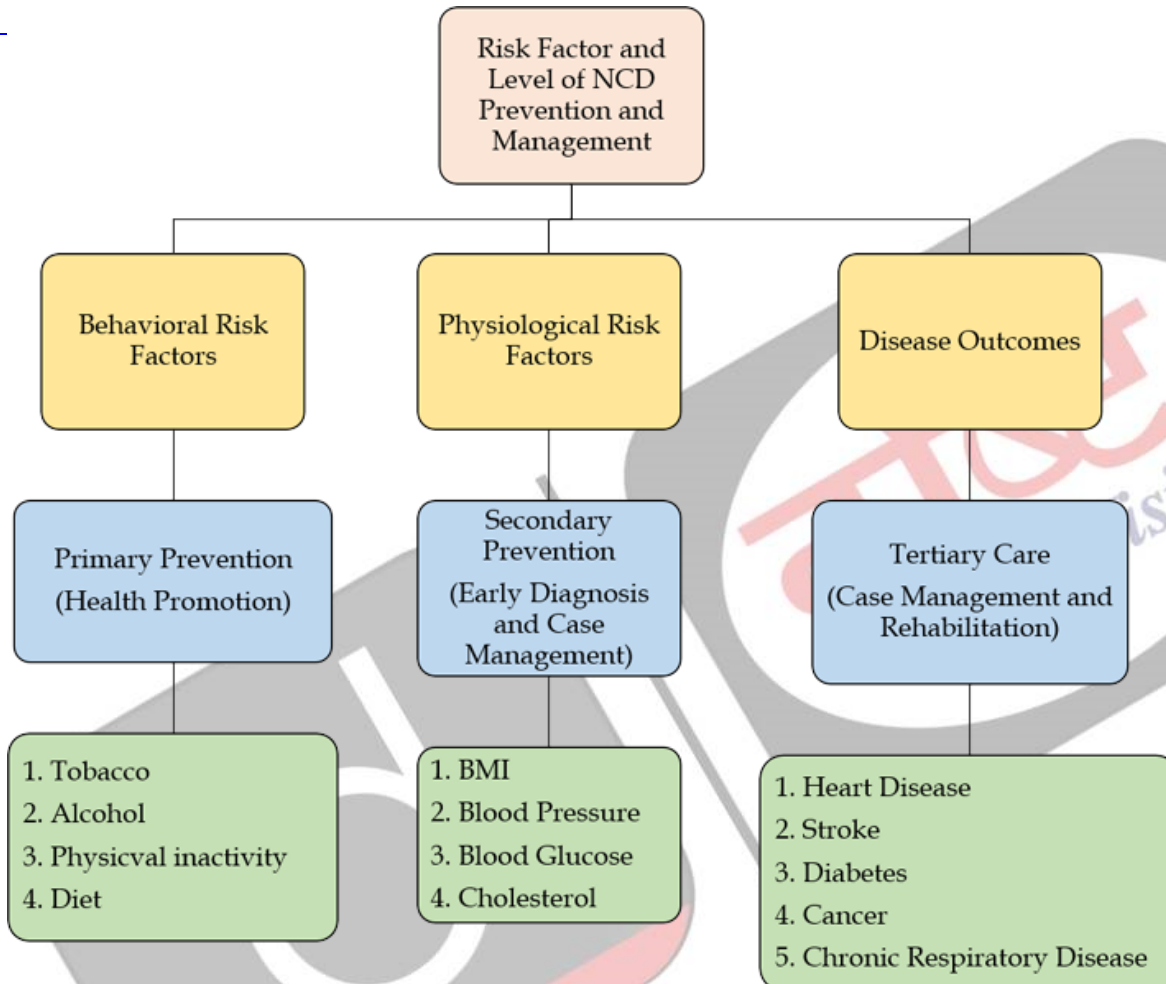 Risk Factor and
Level of NCD
Prevention and
Management
Behavioral Risk
Factors
Physiological Risk
Factors
Disease Outcomes
Primary Prevention
(Health Promotion)
Secondary
Prevention
(Early Diagnosis
and Case
Management)
Tertiary Care
(Case Management and
Rehabilitation)
1. Tobacco
2. Alcohol
3. Physicval inactivity
4. Diet
1. BMI
2. Blood Pressure
3. Blood Glucose
4. Cholesterol
1. Heart Disease
2. Stroke
3. Diabetes
4. Cancer
5. Chronic Respiratory Disease